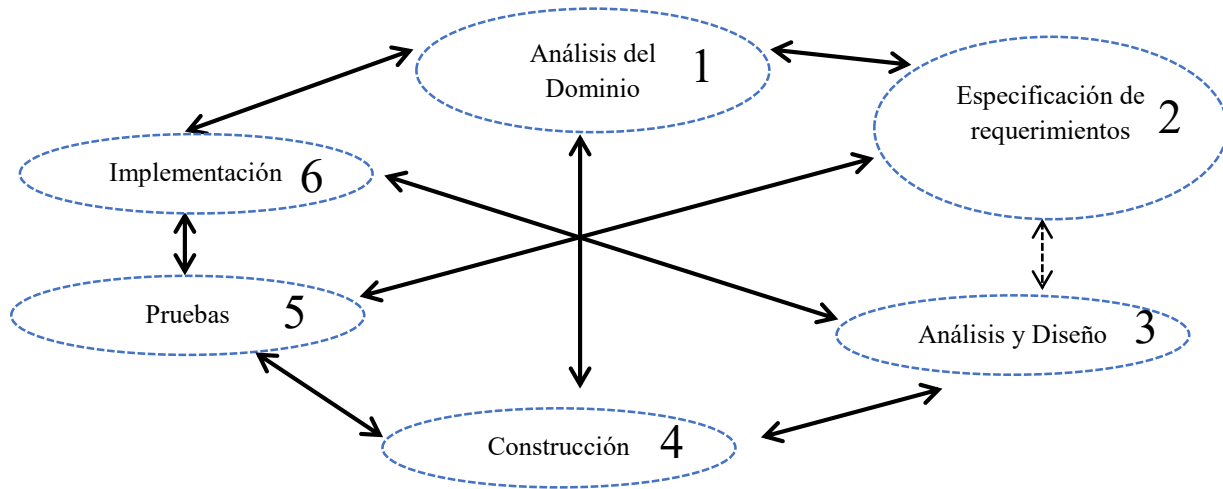 Análisis del
Dominio
1
Especificación de
requerimientos
2
Implementación
6
Pruebas
5
Análisis y Diseño
3
Construcción
4